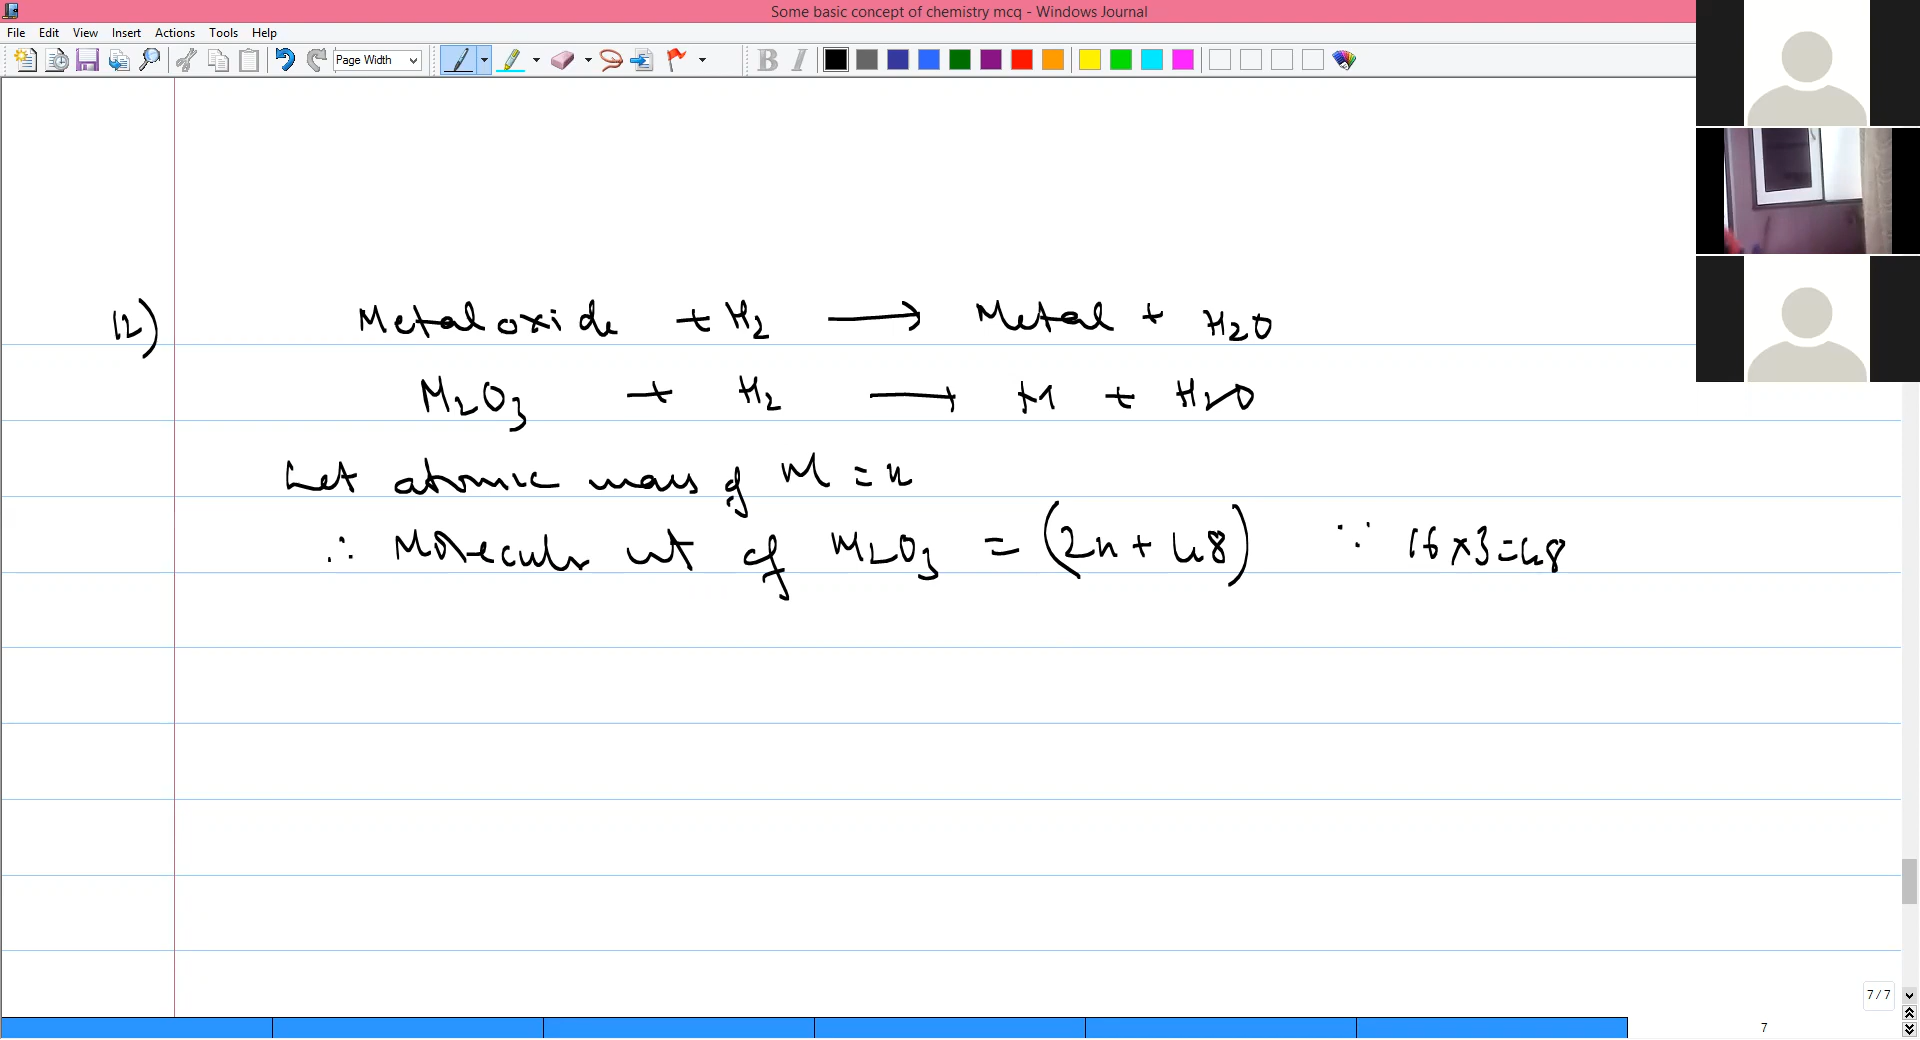 Some basic concept of chemistry mcq - Windows Journal
File Edit View Insert Actions Tools Help
Page Width
B I
12) Metal oxide + H2 ⟶ Metal + H2O
M2O3 + H2 ⟶ M + H2O
Let atomic mass of M = x
∴ Molecular wt of M2O3 = (2x + 48) ∵ 16 × 3 = 48
7 / 7
7